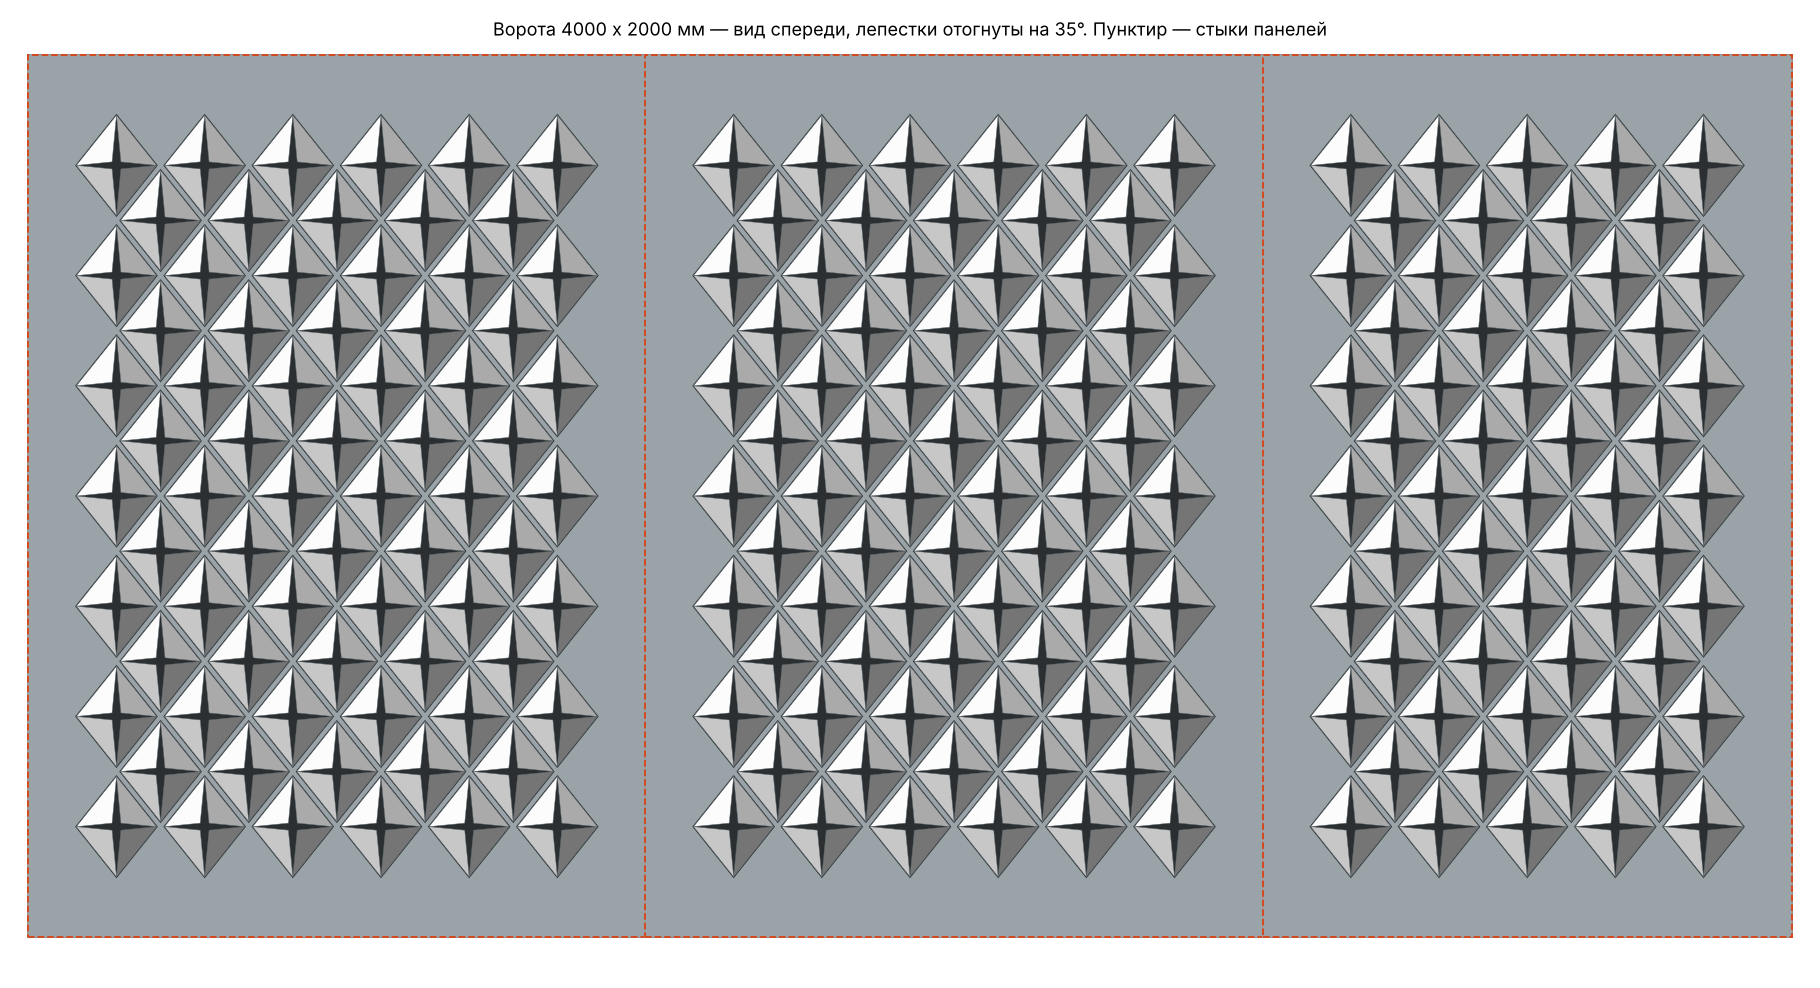 Ворота 4000 x 2000 мм — вид спереди, лепестки отогнуты на 35°. Пунктир — стыки панелей